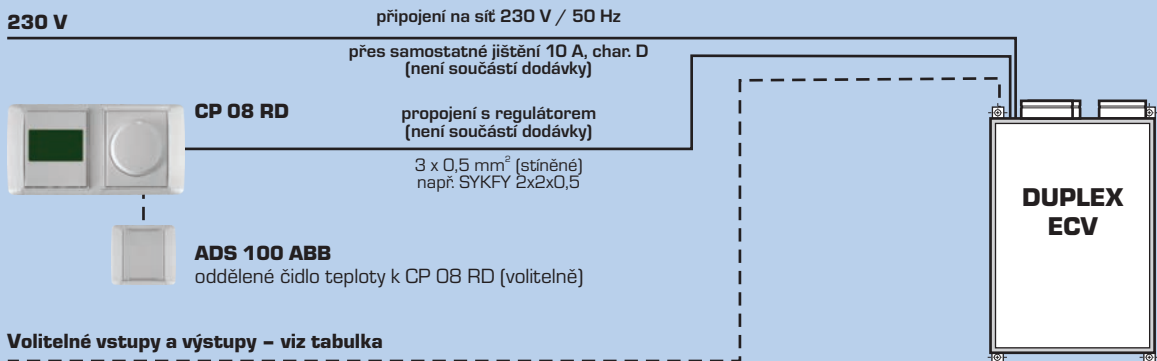 230 V
připojení na síť 230 V / 50 Hz
přes samostatné jištění 10 A, char. D
(není součástí dodávky)
CP 08 RD
propojení s regulátorem
(není součástí dodávky)
3 x 0,5 mm² (stíněné)
např. SYKFY 2x2x0,5
DUPLEX
ECV
ADS 100 ABB
oddělené čidlo teploty k CP 08 RD (volitelně)
Volitelné vstupy a výstupy – viz tabulka